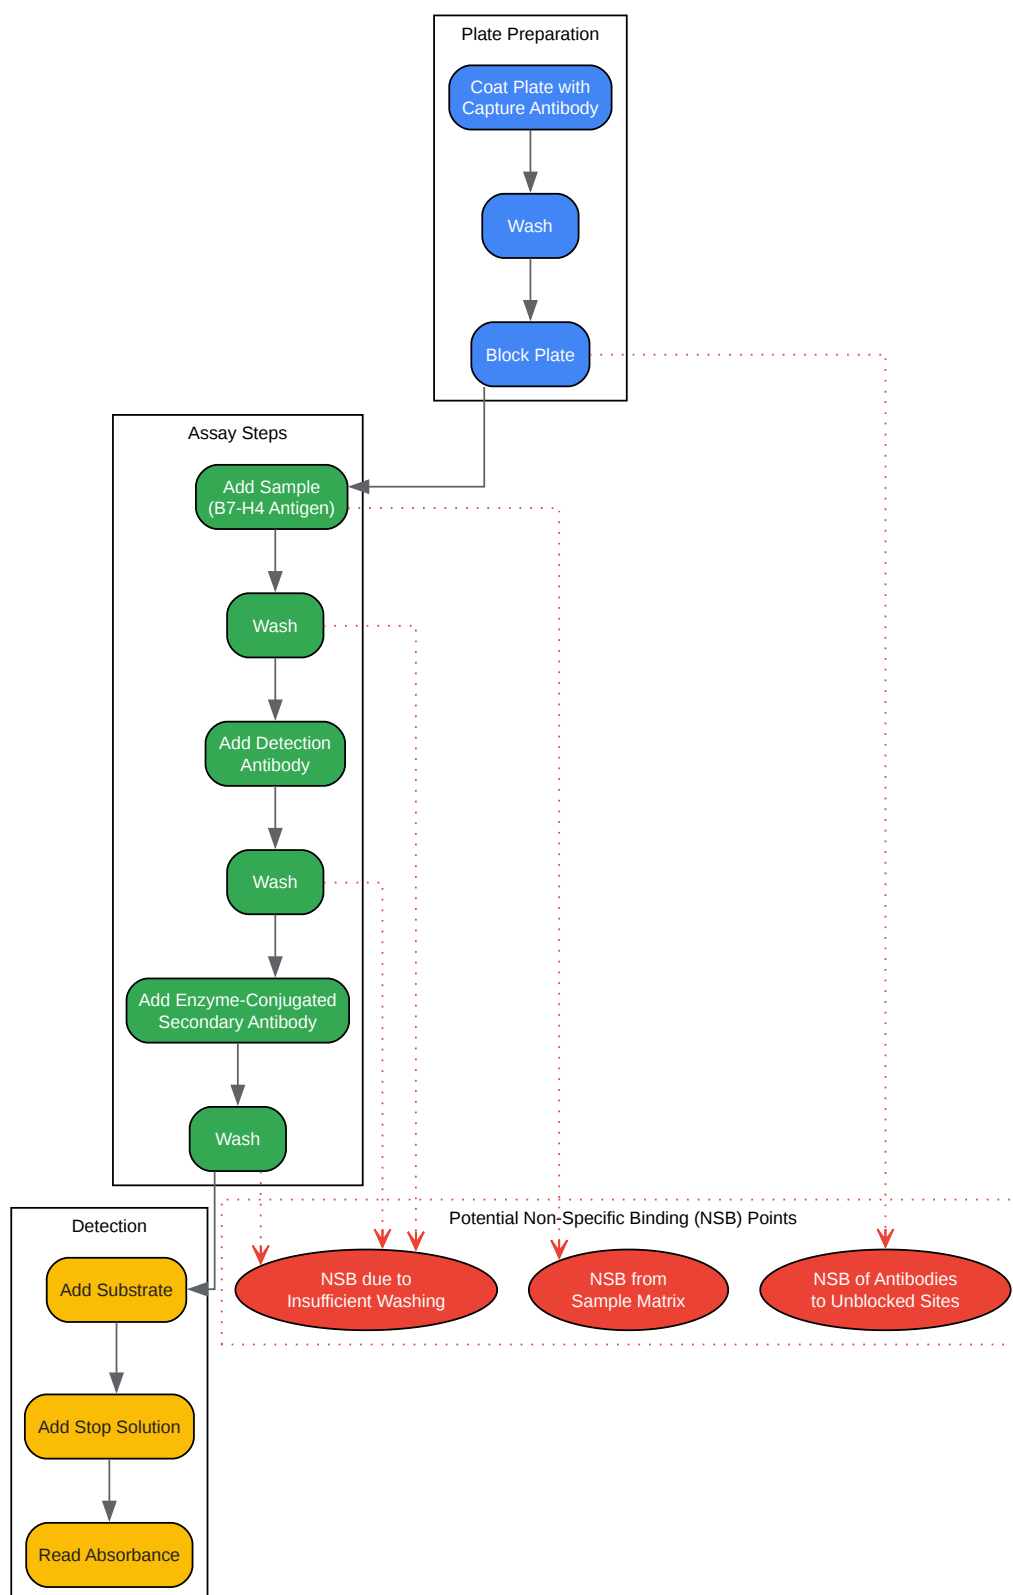 Plate Preparation
Coat Plate with
Capture Antibody
Wash
Block Plate
Assay Steps
Add Sample
(B7-H4 Antigen)
Wash
Add Detection
Antibody
Wash
Add Enzyme-Conjugated
Secondary Antibody
Wash
Detection
Add Substrate
Add Stop Solution
Read Absorbance
Potential Non-Specific Binding (NSB) Points
NSB due to
Insufficient Washing
NSB from
Sample Matrix
NSB of Antibodies
to Unblocked Sites